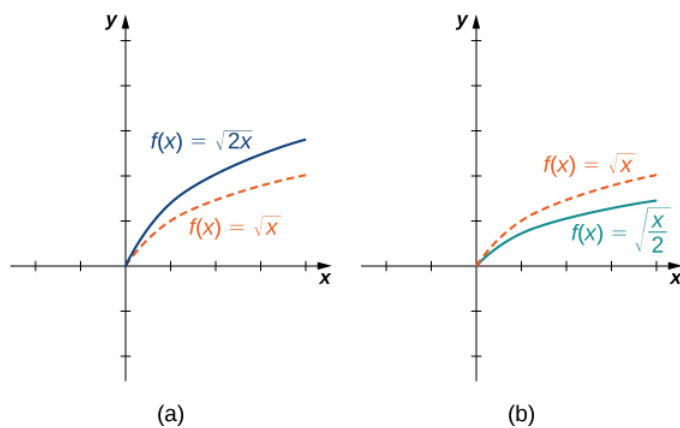 y
f(x) = √2x
f(x) = √x
x
(a)
y
f(x) = √x
f(x) = √x/2
x
(b)